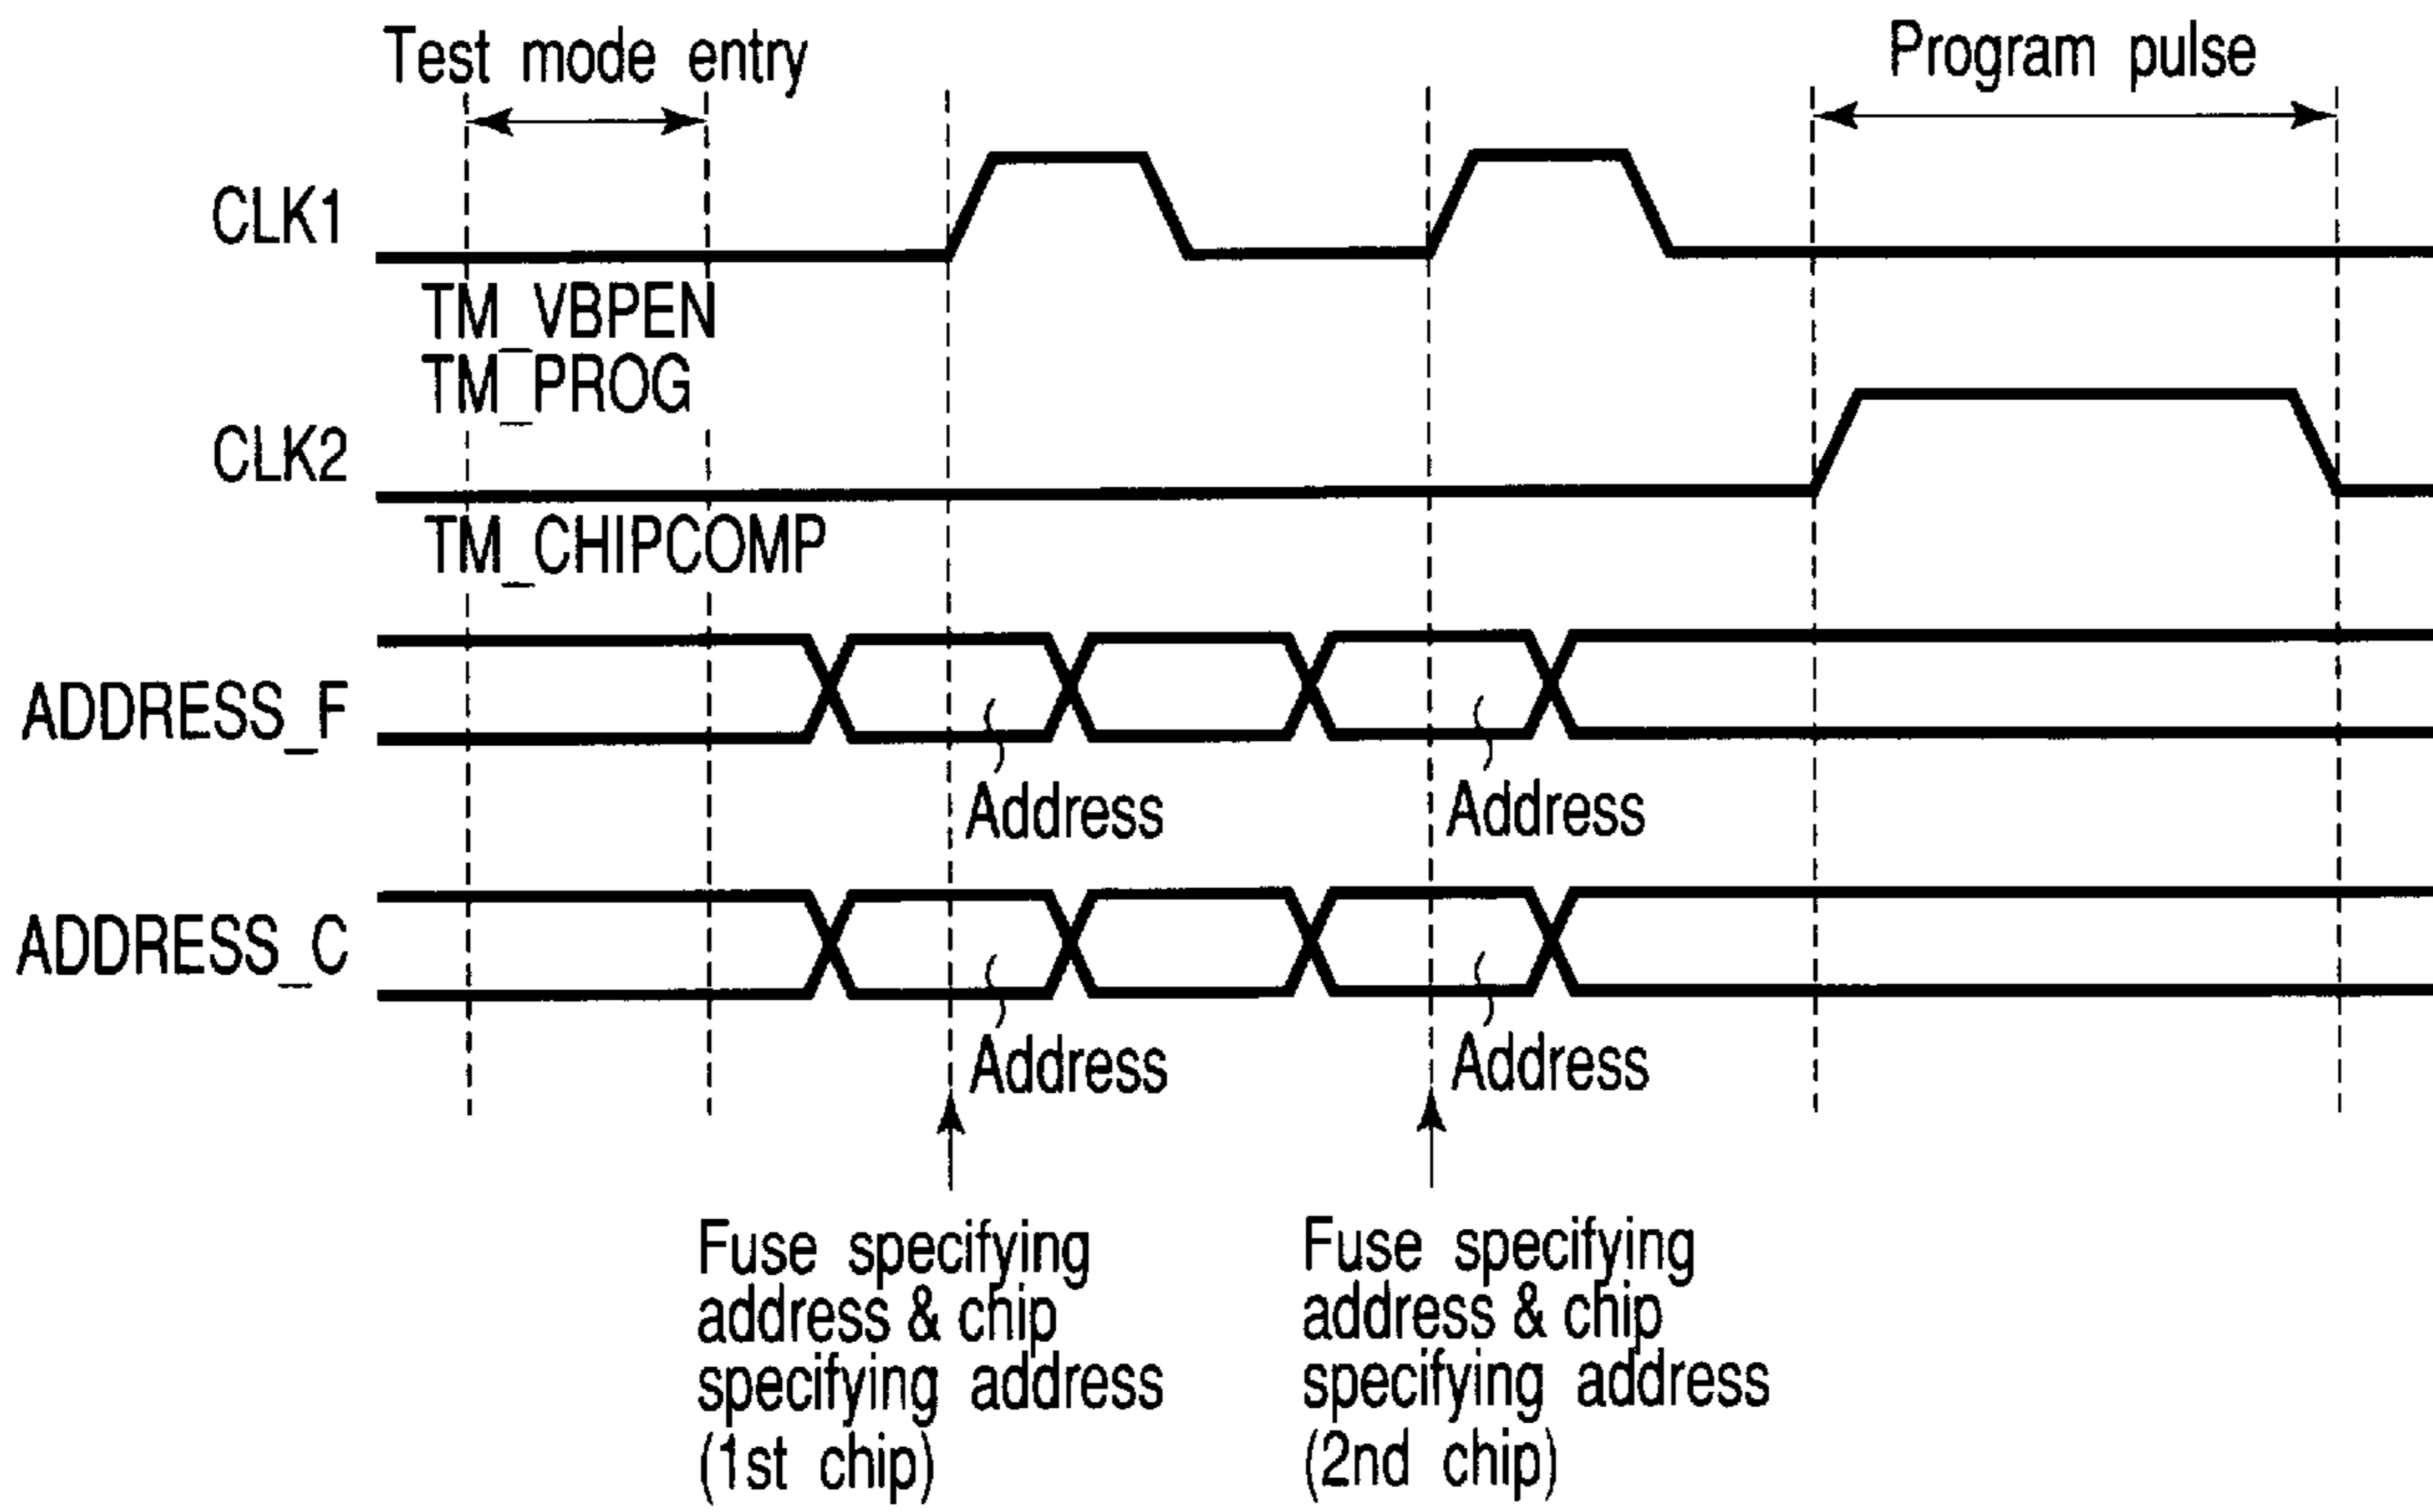 Test mode entry
Program pulse
CLK1
TM_VBPEN
TM_PROG
CLK2
TM_CHIPCOMP
ADDRESS_F
Address
Address
ADDRESS_C
Address
Address
Fuse specifying
address & chip
specifying address
(1st chip)
Fuse specifying
address & chip
specifying address
(2nd chip)